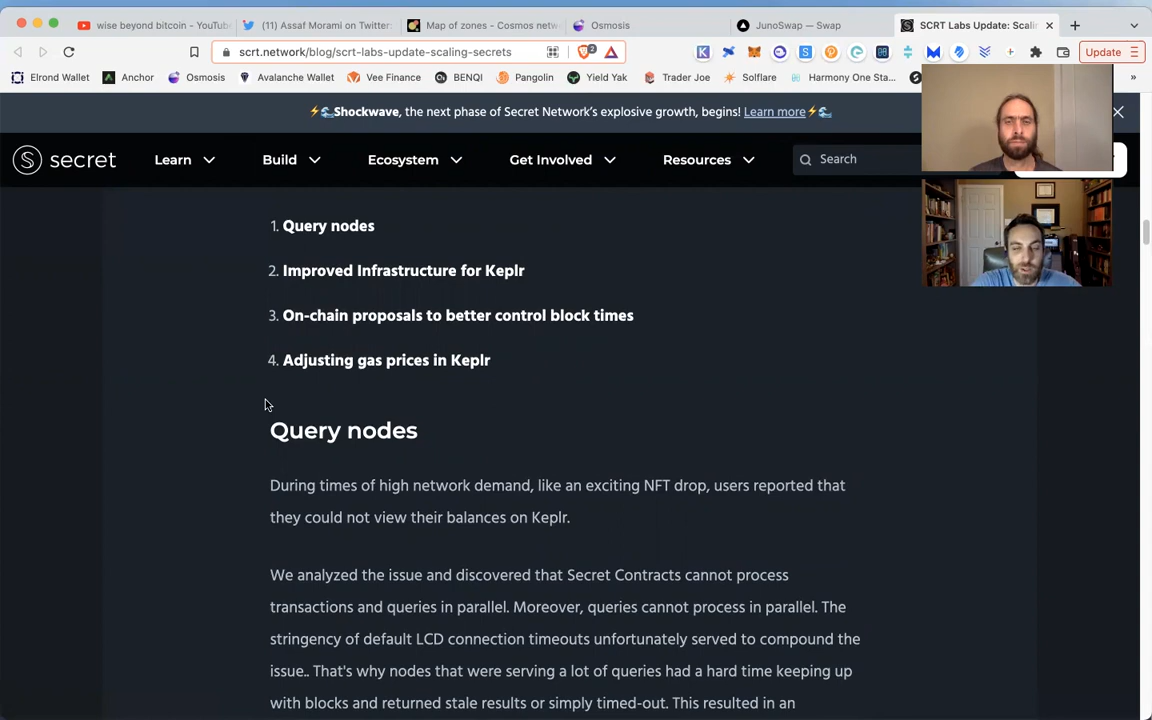 wise beyond bitcoin - YouTub
(11) Assaf Morami on Twitter:
Map of zones - Cosmos netw
Osmosis
JunoSwap — Swap
SCRT Labs Update: Scalin
scrt.network/blog/scrt-labs-update-scaling-secrets
2
Update
Elrond Wallet
Anchor
Osmosis
Avalanche Wallet
Vee Finance
BENQI
Pangolin
Yield Yak
Trader Joe
Solflare
Harmony One Sta...
⚡🌊Shockwave, the next phase of Secret Network's explosive growth, begins! Learn more⚡🌊
secret
Learn
Build
Ecosystem
Get Involved
Resources
Search
1. Query nodes
2. Improved Infrastructure for Keplr
3. On-chain proposals to better control block times
4. Adjusting gas prices in Keplr
Query nodes
During times of high network demand, like an exciting NFT drop, users reported that
they could not view their balances on Keplr.
We analyzed the issue and discovered that Secret Contracts cannot process
transactions and queries in parallel. Moreover, queries cannot process in parallel. The
stringency of default LCD connection timeouts unfortunately served to compound the
issue.. That's why nodes that were serving a lot of queries had a hard time keeping up
with blocks and returned stale results or simply timed-out. This resulted in an